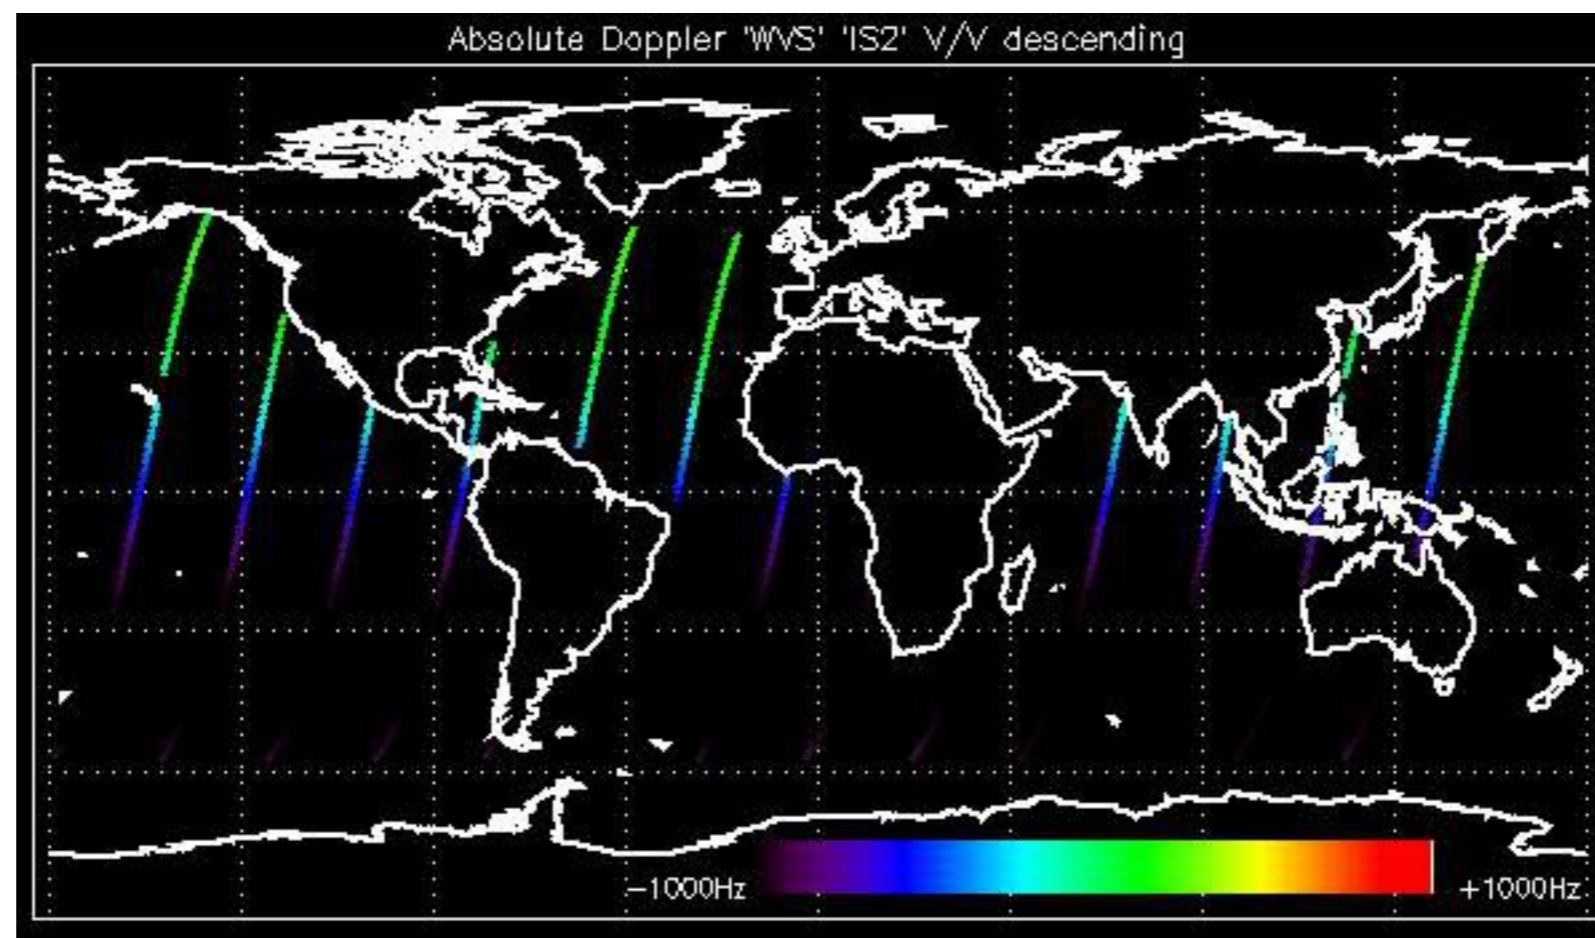 Absolute Doppler 'WVS' 'IS2' V/V descending
−1000Hz
+1000Hz